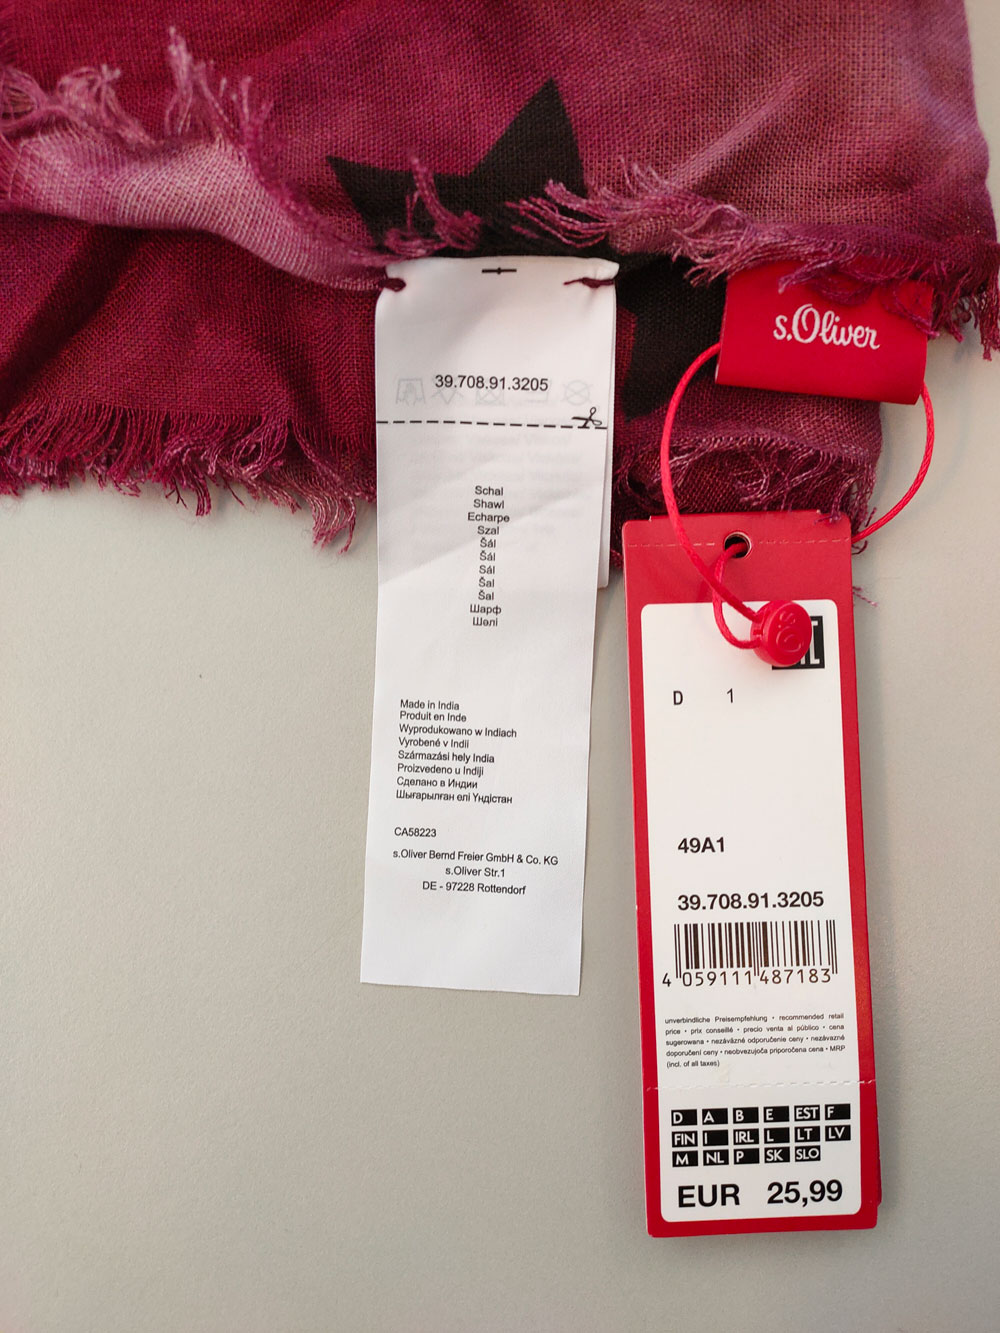 39.708.91.3205
Schal
Shawl
Echarpe
Szal
Šál
Šál
Sál
Šal
Šal
Шарф
Шөлі
Made in India
Produit en Inde
Wyprodukowano w Indiach
Vyrobené v Indii
Származási hely India
Proizvedeno u Indiji
Сделано в Индии
Шығарылған елі Үндістан
CA58223
s.Oliver Bernd Freier GmbH & Co. KG
s.Oliver Str.1
DE - 97228 Rottendorf
s.Oliver
D 1
49A1
39.708.91.3205
4 059111 487183
unverbindliche Preisempfehlung • recommended retail
price • prix conseillé • precio venta al público • cena
sugerowana • nezáväzné odporučenie ceny • nezávazné
doporučení ceny • neobvezujoča priporočena cena • MRP
(incl. of all taxes)
D A B E EST F
FIN I IRL L LT LV
M NL P SK SLO
EUR 25,99